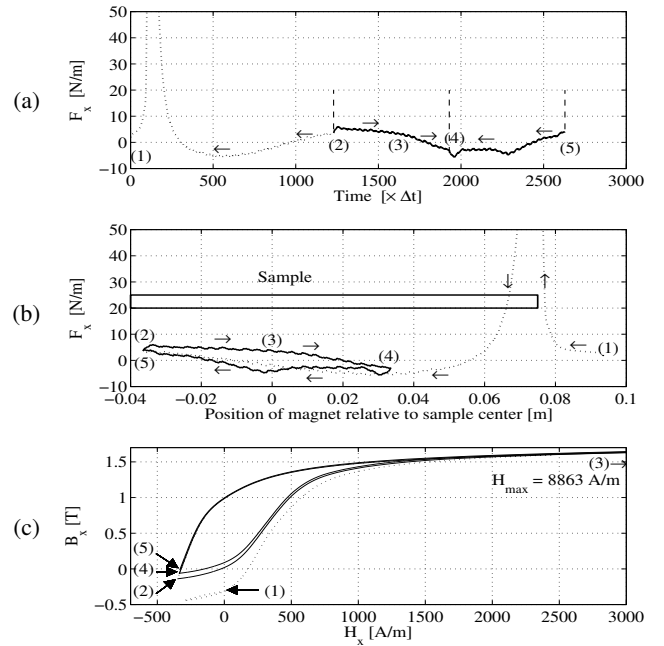 (a)
F_x [N/m]
50
40
30
20
10
0
−10
(1)
(2)
(3)
(4)
(5)
0 500 1000 1500 2000 2500 3000
Time [× Δt]
(b)
F_x [N/m]
50
40
30
20
10
0
−10
Sample
(2)
(3)
(4)
(1)
(5)
−0.04 −0.02 0 0.02 0.04 0.06 0.08 0.1
Position of magnet relative to sample center [m]
(c)
B_x [T]
1.5
1
0.5
0
−0.5
(3)
H_max = 8863 A/m
(5)
(4)
(2)
(1)
−500 0 500 1000 1500 2000 2500 3000
H_x [A/m]